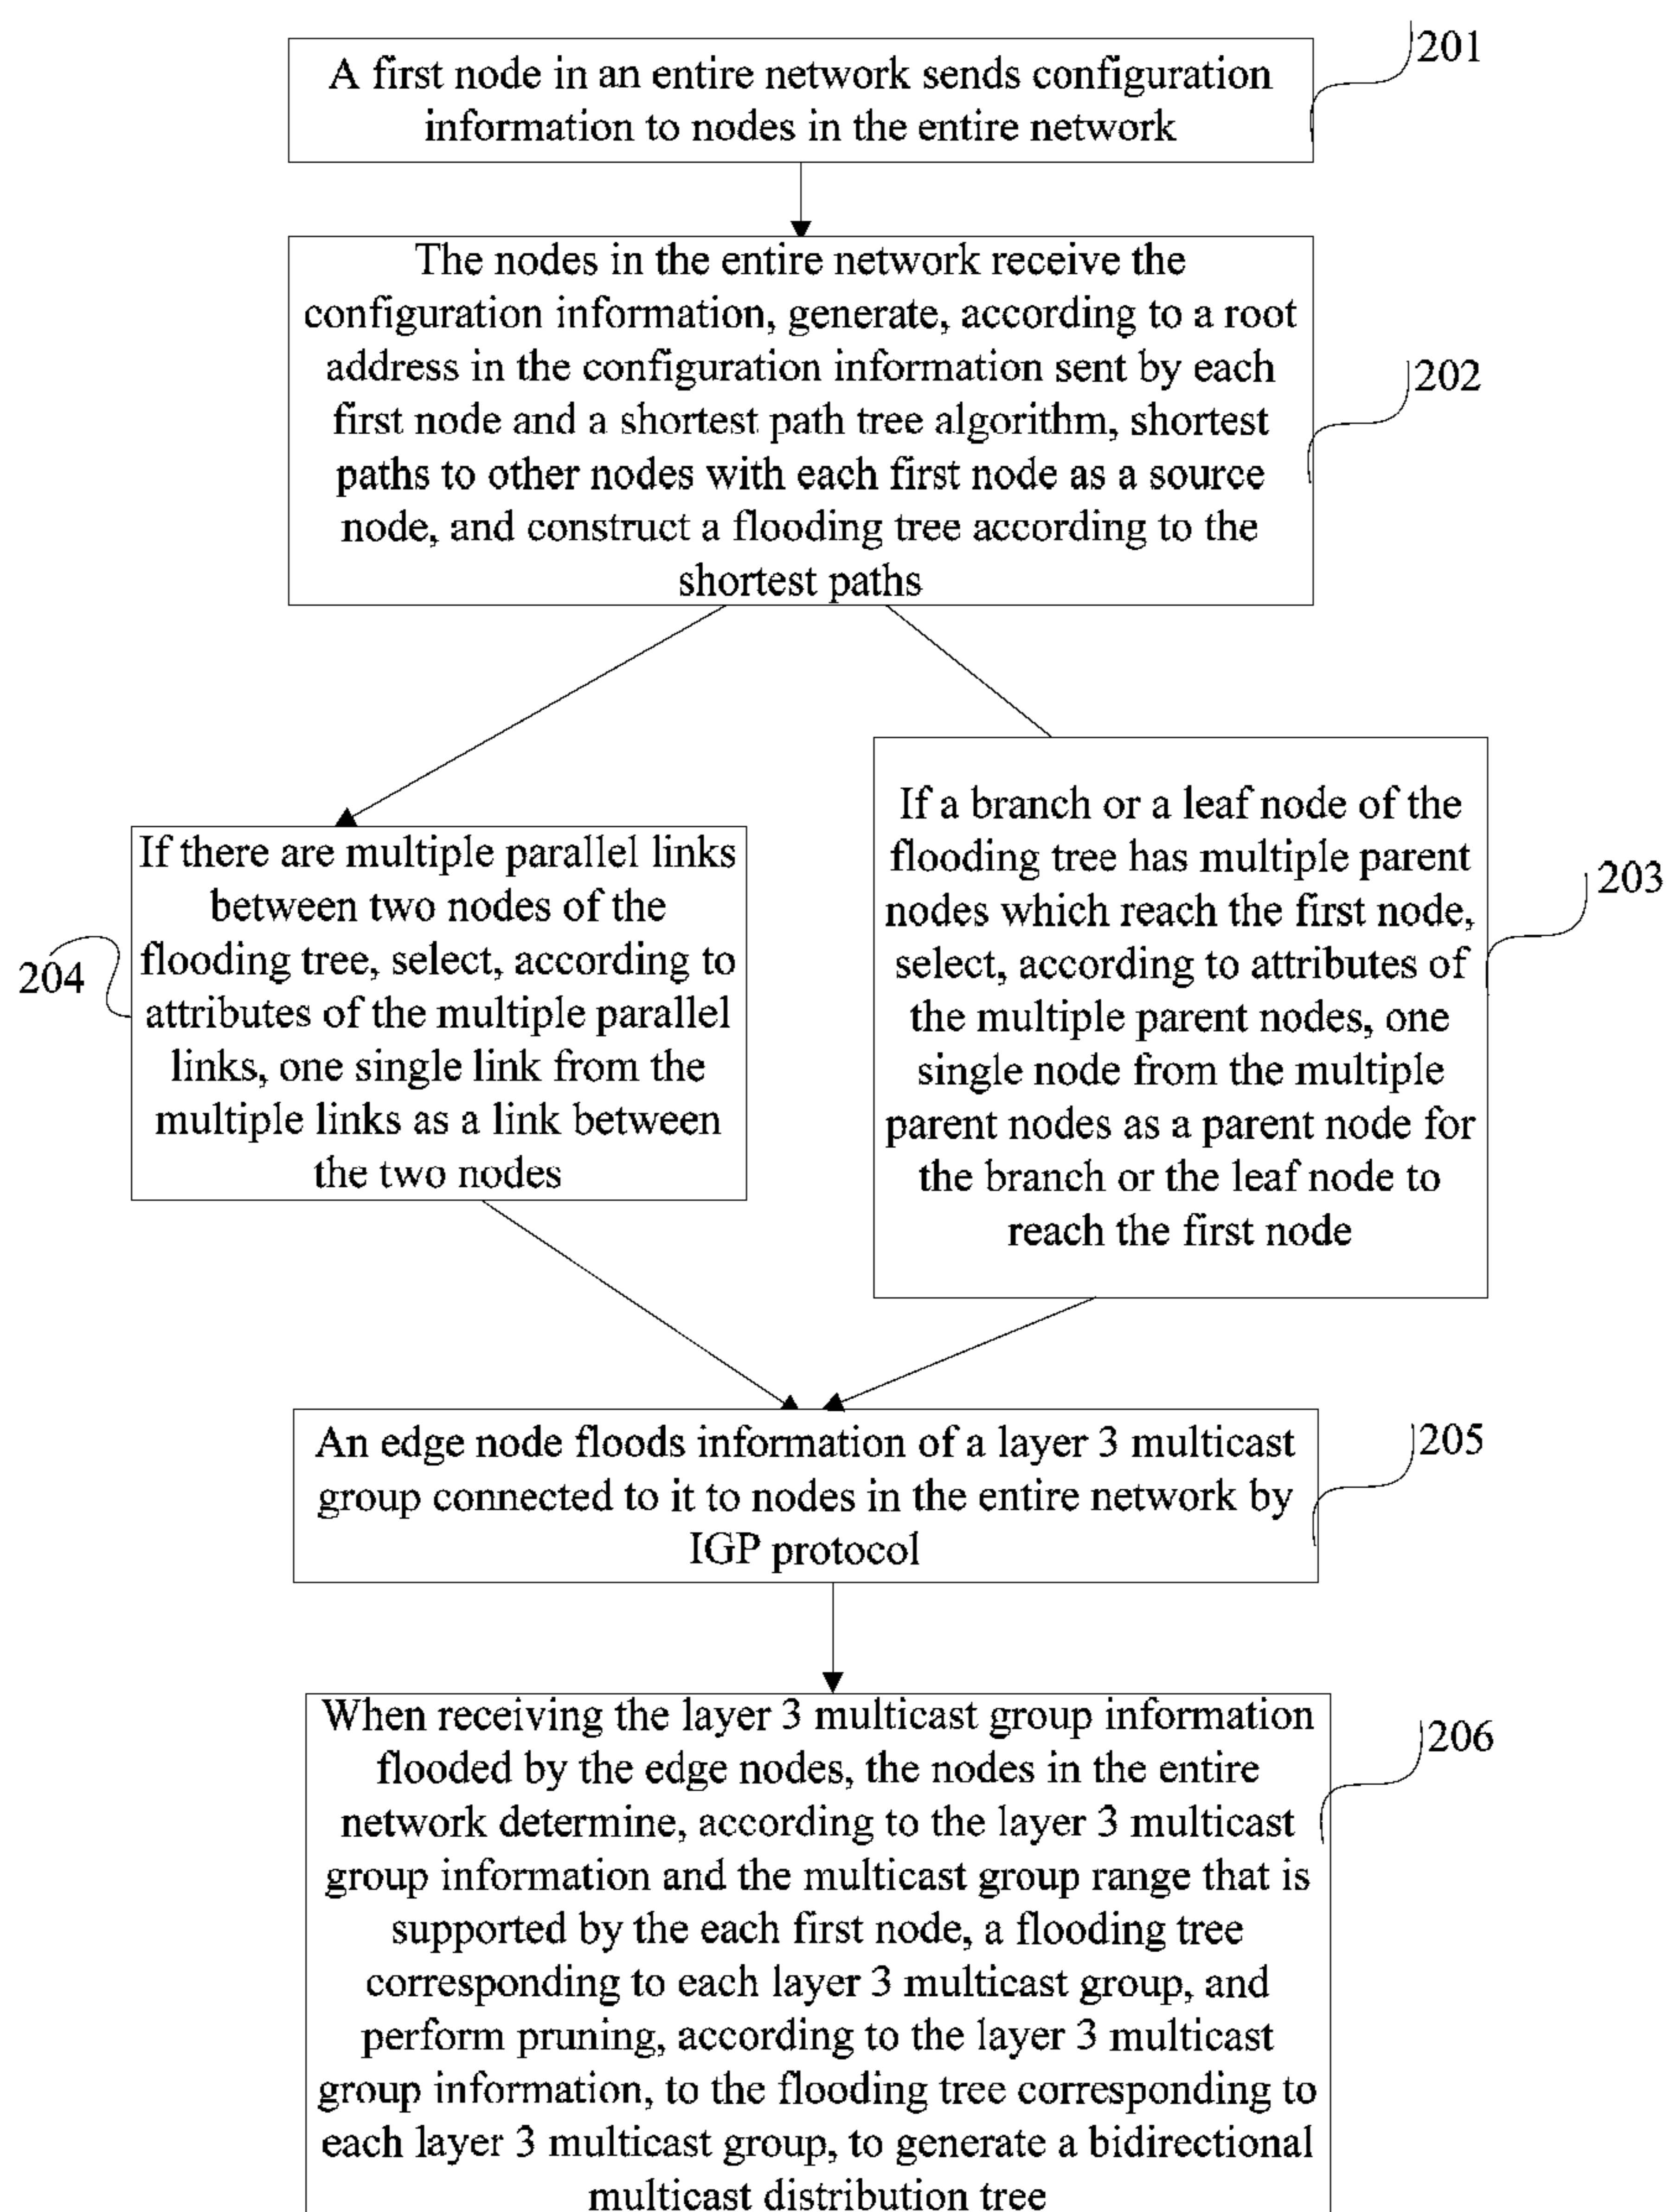 A first node in an entire network sends configuration
information to nodes in the entire network
201
The nodes in the entire network receive the
configuration information, generate, according to a root
address in the configuration information sent by each
first node and a shortest path tree algorithm, shortest
paths to other nodes with each first node as a source
node, and construct a flooding tree according to the
shortest paths
202
If a branch or a leaf node of the
flooding tree has multiple parent
nodes which reach the first node,
select, according to attributes of
the multiple parent nodes, one
single node from the multiple
parent nodes as a parent node for
the branch or the leaf node to
reach the first node
203
If there are multiple parallel links
between two nodes of the
flooding tree, select, according to
attributes of the multiple parallel
links, one single link from the
multiple links as a link between
the two nodes
204
An edge node floods information of a layer 3 multicast
group connected to it to nodes in the entire network by
IGP protocol
205
When receiving the layer 3 multicast group information
flooded by the edge nodes, the nodes in the entire
network determine, according to the layer 3 multicast
group information and the multicast group range that is
supported by the each first node, a flooding tree
corresponding to each layer 3 multicast group, and
perform pruning, according to the layer 3 multicast
group information, to the flooding tree corresponding to
each layer 3 multicast group, to generate a bidirectional
multicast distribution tree
206